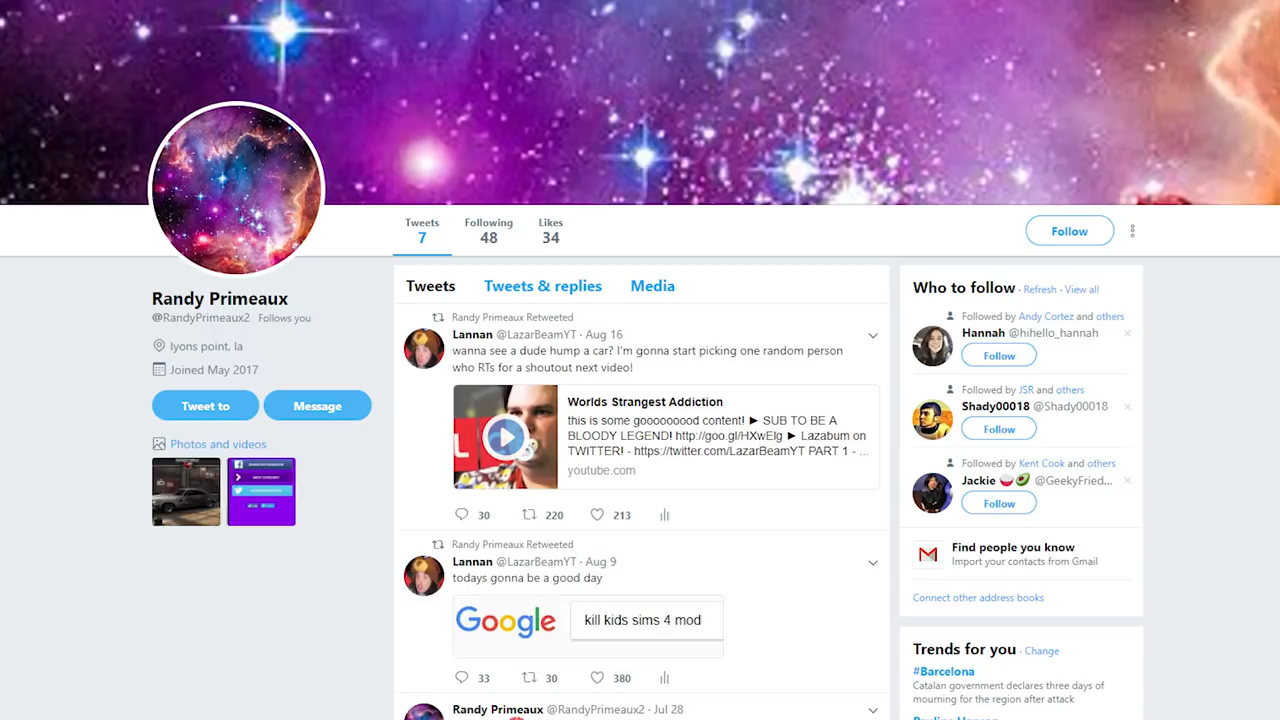 Tweets
7
Following
48
Likes
34
Follow
Randy Primeaux
@RandyPrimeaux2 Follows you
lyons point, la
Joined May 2017
Tweet to
Message
Photos and videos
Tweets
Tweets & replies
Media
Randy Primeaux Retweeted
Lannan @LazarBeamYT · Aug 16
wanna see a dude hump a car? I'm gonna start picking one random person
who RTs for a shoutout next video!
Worlds Strangest Addiction
this is some gooooooood content! ► SUB TO BE A
BLOODY LEGEND! http://goo.gl/HXwEIg ► Lazabum on
TWITTER! - https://twitter.com/LazarBeamYT PART 1 - ...
youtube.com
30
220
213
Randy Primeaux Retweeted
Lannan @LazarBeamYT · Aug 9
todays gonna be a good day
Google
kill kids sims 4 mod
33
30
380
Randy Primeaux @RandyPrimeaux2 · Jul 28
Who to follow · Refresh · View all
Followed by Andy Cortez and others
Hannah @hihello_hannah
Follow
Followed by JSR and others
Shady00018 @Shady00018
Follow
Followed by Kent Cook and others
Jackie 🍚🥑 @GeekyFried...
Follow
Find people you know
Import your contacts from Gmail
Connect other address books
Trends for you · Change
#Barcelona
Catalan government declares three days of
mourning for the region after attack